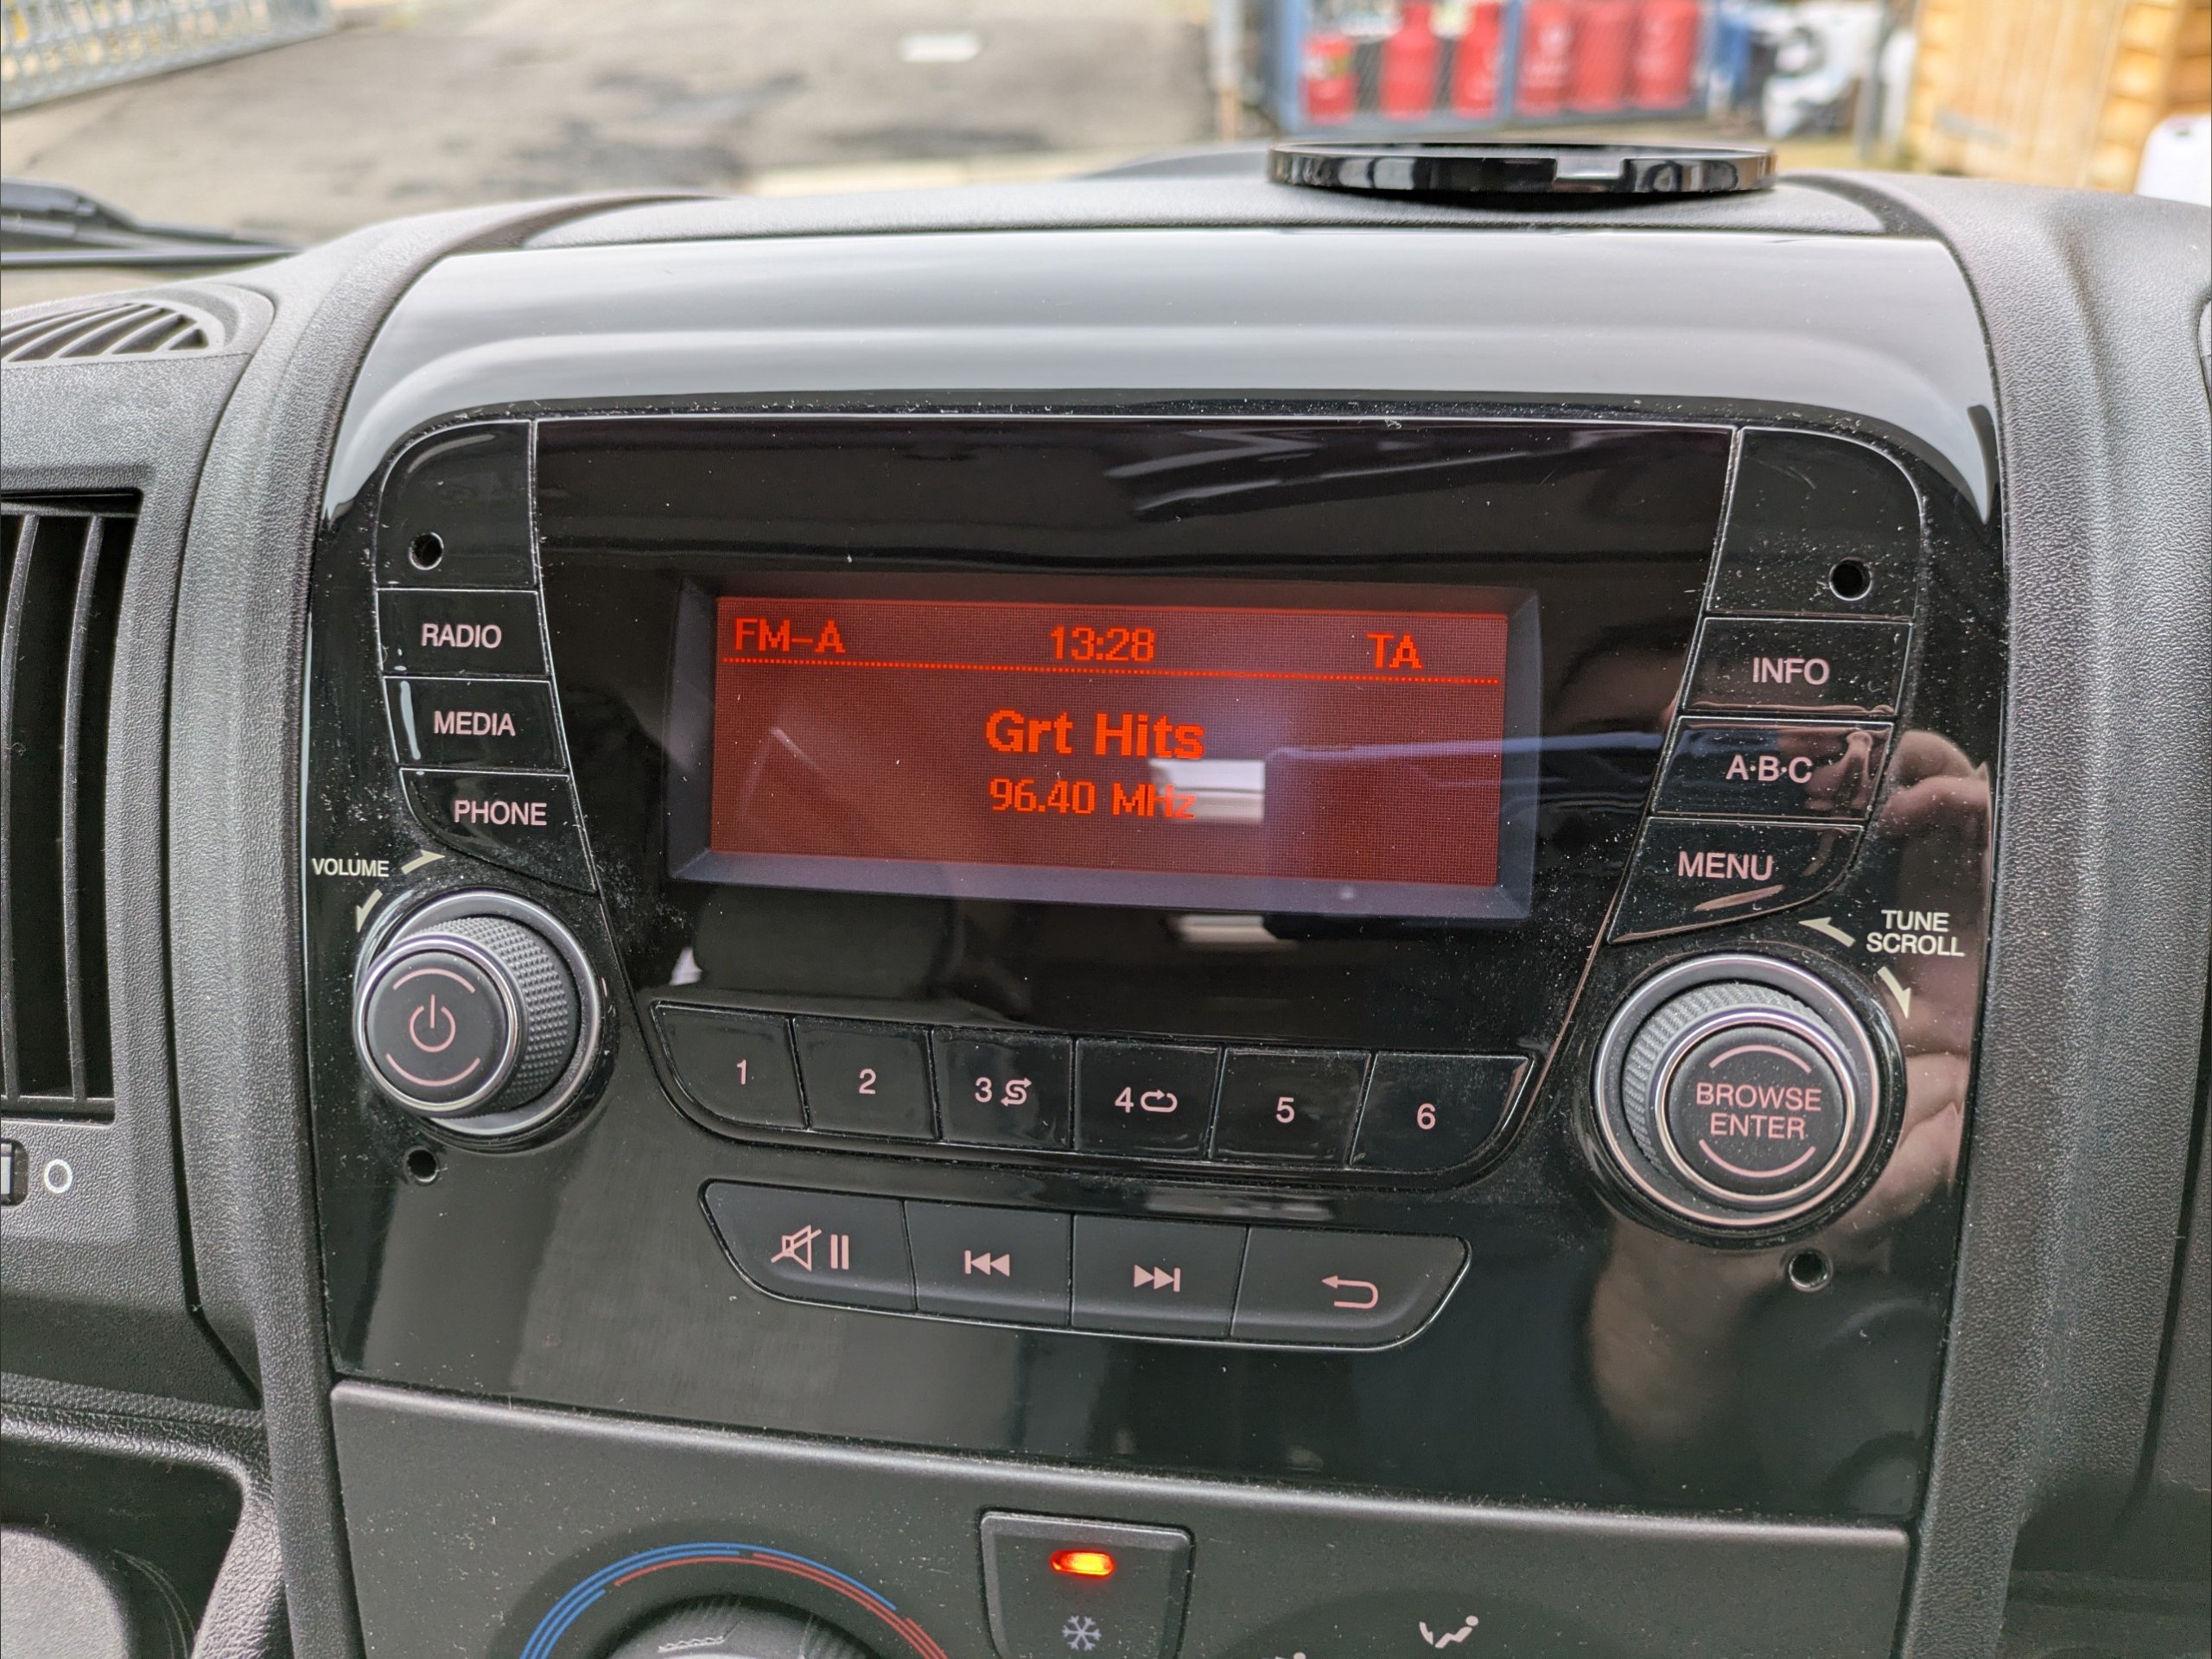 FM-A 13:28 TA
Grt Hits
96.40 MHz
RADIO
MEDIA
PHONE
VOLUME
INFO
A·B·C
MENU
TUNE
SCROLL
BROWSE
ENTER
1 2 3 4 5 6
O